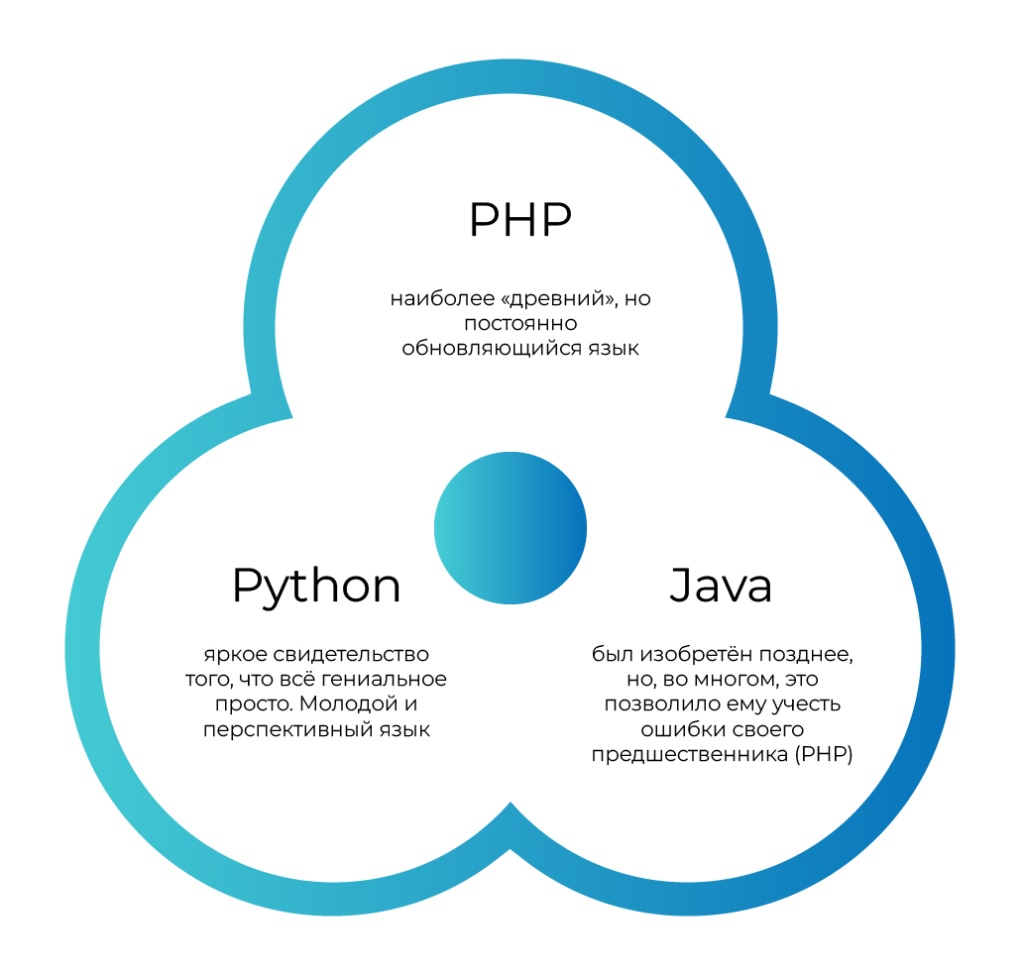 PHP
наиболее «древний», но
постоянно
обновляющийся язык
Python
яркое свидетельство
того, что всё гениальное
просто. Молодой и
перспективный язык
Java
был изобретён позднее,
но, во многом, это
позволило ему учесть
ошибки своего
предшественника (PHP)